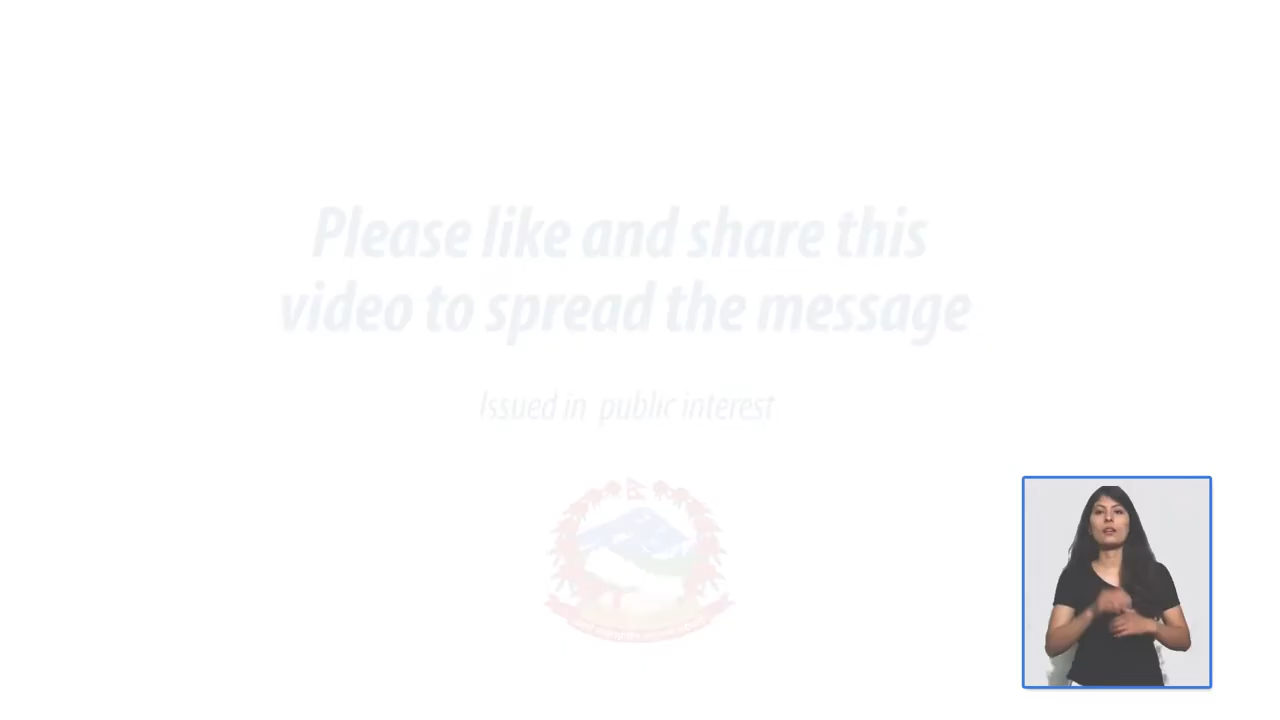 Please like and share this
video to spread the message
Issued in public interest